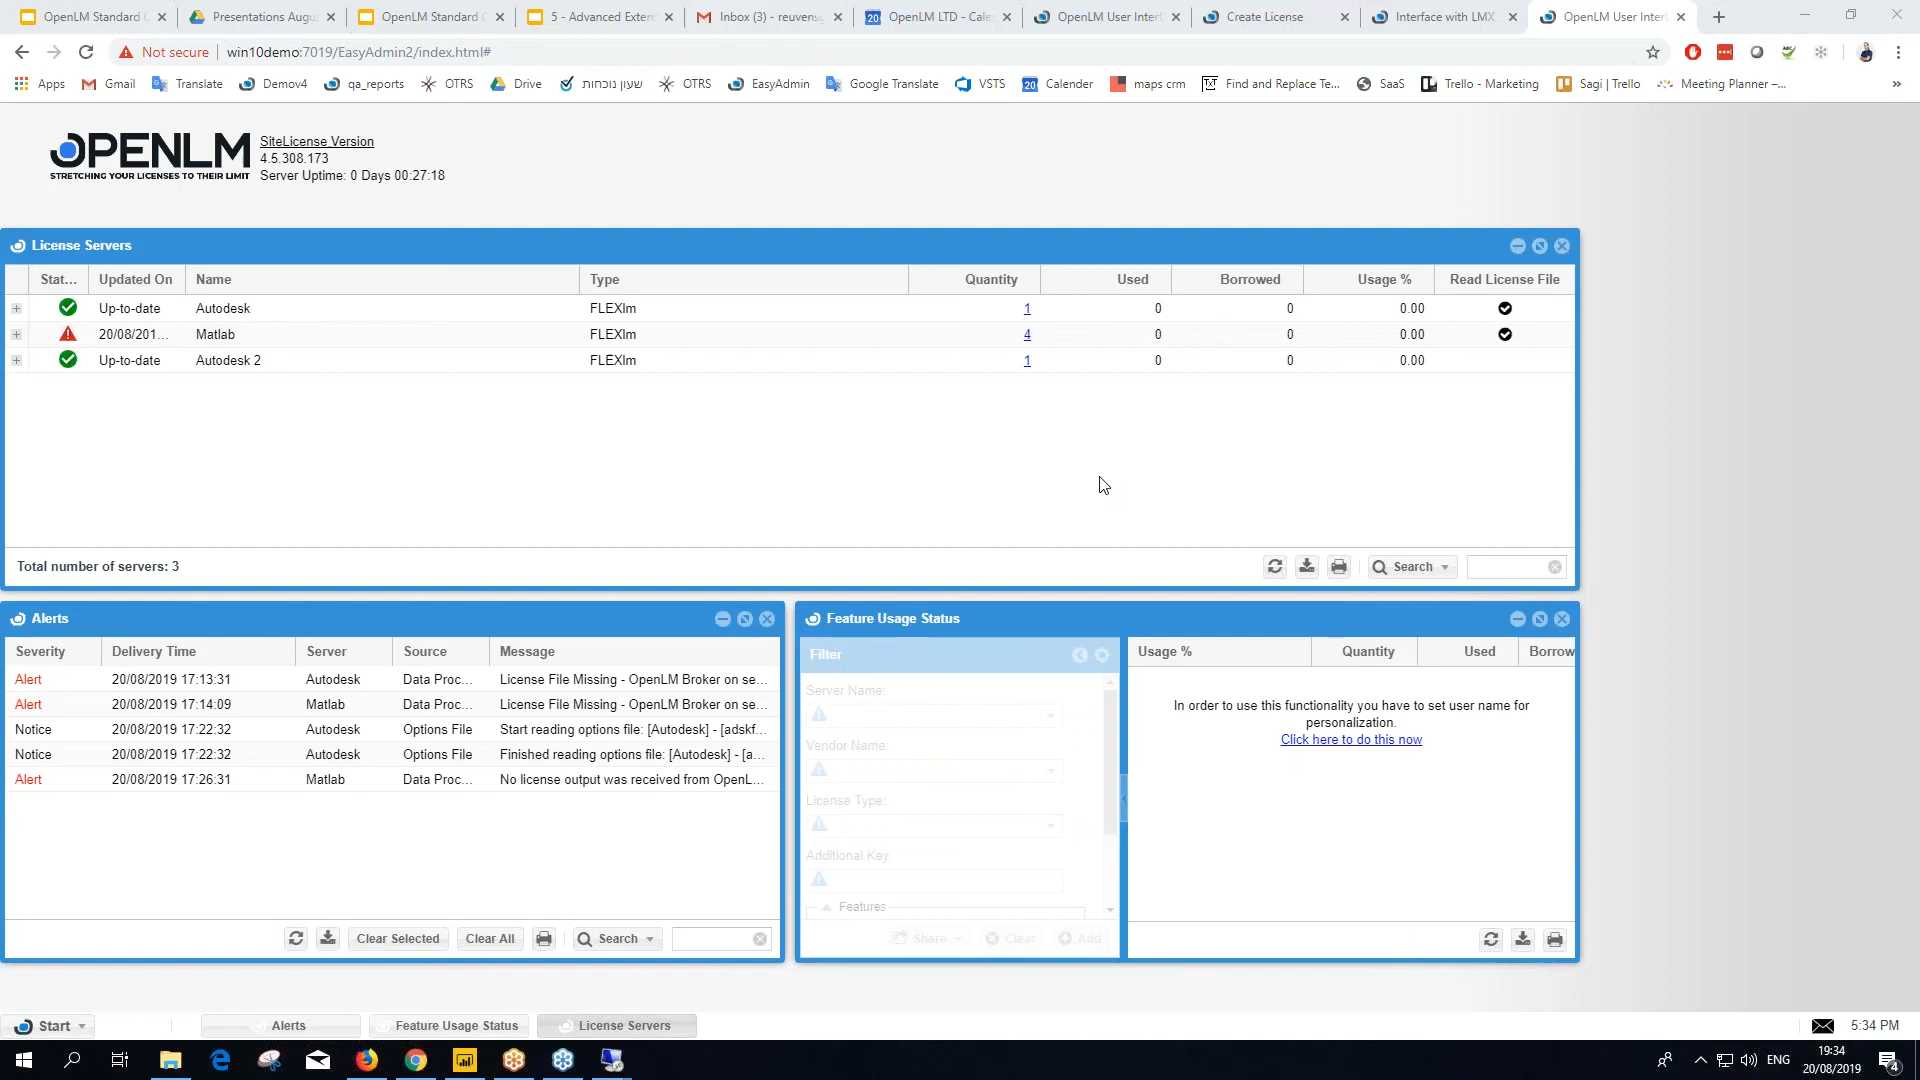 OpenLM Standard C
Presentations Augu
OpenLM Standard C
5 - Advanced Exten
Inbox (3) - reuvens
20 OpenLM LTD - Cale
OpenLM User Interf
Create License
Interface with LMX
OpenLM User Interf
Not secure
win10demo:7019/EasyAdmin2/index.html#
Apps
Gmail
Translate
Demov4
qa_reports
OTRS
Drive
שעון נוכחות
OTRS
EasyAdmin
Google Translate
VSTS
20 Calender
maps crm
Find and Replace Te...
SaaS
Trello - Marketing
Sagi | Trello
Meeting Planner –...
OPENLM
STRETCHING YOUR LICENSES TO THEIR LIMIT
SiteLicense Version
4.5.308.173
Server Uptime: 0 Days 00:27:18
License Servers
Stat... Updated On Name Type Quantity Used Borrowed Usage % Read License File
Up-to-date Autodesk FLEXlm 1 0 0 0.00
20/08/201... Matlab FLEXlm 4 0 0 0.00
Up-to-date Autodesk 2 FLEXlm 1 0 0 0.00
Total number of servers: 3
Search
Alerts
Severity Delivery Time Server Source Message
Alert 20/08/2019 17:13:31 Autodesk Data Proc... License File Missing - OpenLM Broker on se...
Alert 20/08/2019 17:14:09 Matlab Data Proc... License File Missing - OpenLM Broker on se...
Notice 20/08/2019 17:22:32 Autodesk Options File Start reading options file: [Autodesk] - [adskf...
Notice 20/08/2019 17:22:32 Autodesk Options File Finished reading options file: [Autodesk] - [a...
Alert 20/08/2019 17:26:31 Matlab Data Proc... No license output was received from OpenL...
Clear Selected
Clear All
Search
Feature Usage Status
Filter
Server Name:
Vendor Name:
License Type:
Additional Key:
Features
Share
Clear
Add
Usage % Quantity Used Borrow
In order to use this functionality you have to set user name for
personalization.
Click here to do this now
Start
Alerts
Feature Usage Status
License Servers
5:34 PM
ENG
19:34
20/08/2019
4